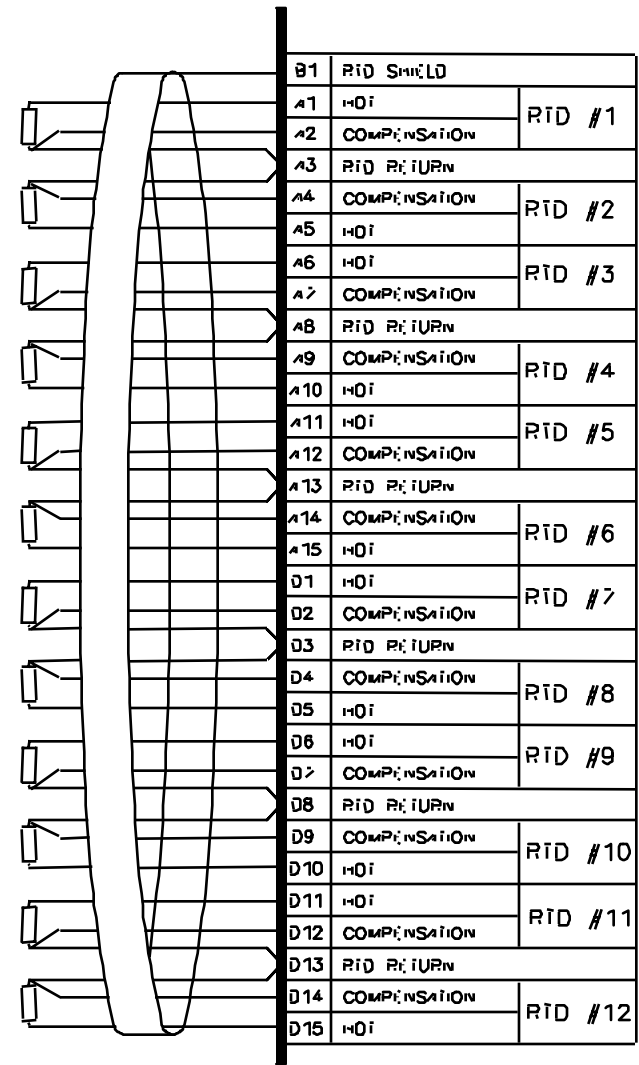 B1 RTD SHIELD
A1 HOT
RTD #1
A2 COMPENSATION
A3 RTD RETURN
A4 COMPENSATION
RTD #2
A5 HOT
A6 HOT
RTD #3
A7 COMPENSATION
A8 RTD RETURN
A9 COMPENSATION
RTD #4
A10 HOT
A11 HOT
RTD #5
A12 COMPENSATION
A13 RTD RETURN
A14 COMPENSATION
RTD #6
A15 HOT
D1 HOT
RTD #7
D2 COMPENSATION
D3 RTD RETURN
D4 COMPENSATION
RTD #8
D5 HOT
D6 HOT
RTD #9
D7 COMPENSATION
D8 RTD RETURN
D9 COMPENSATION
RTD #10
D10 HOT
D11 HOT
RTD #11
D12 COMPENSATION
D13 RTD RETURN
D14 COMPENSATION
RTD #12
D15 HOT